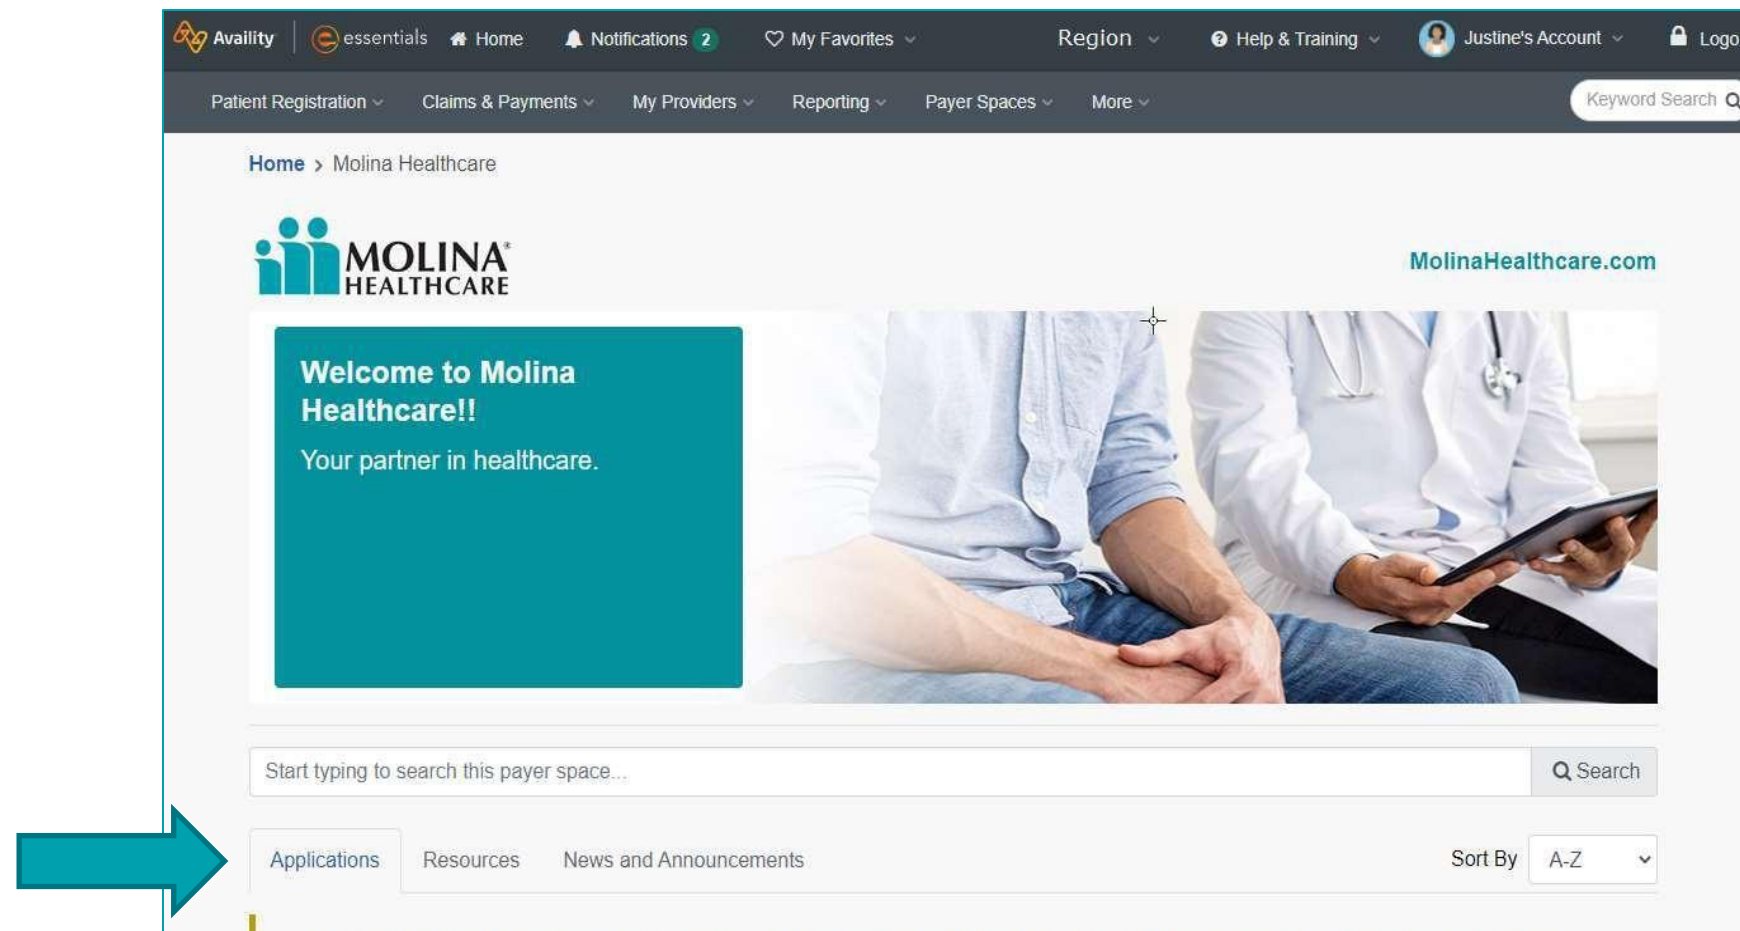 Availity essentials Home Notifications 2 My Favorites Region Help & Training Justine's Account Logo
Patient Registration Claims & Payments My Providers Reporting Payer Spaces More Keyword Search
Home > Molina Healthcare
MOLINA®
HEALTHCARE
MolinaHealthcare.com
Welcome to Molina
Healthcare!!
Your partner in healthcare.
Start typing to search this payer space...
Search
Applications Resources News and Announcements Sort By A-Z